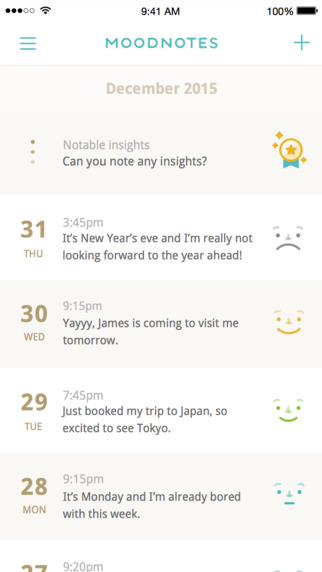 9:41 AM
100%
MOODNOTES
December 2015
Notable insights
Can you note any insights?
31
THU
3:45pm
It's New Year's eve and I'm really not
looking forward to the year ahead!
30
WED
9:15pm
Yayyy, James is coming to visit me
tomorrow.
29
TUE
7:45pm
Just booked my trip to Japan, so
excited to see Tokyo.
28
MON
9:15pm
It's Monday and I'm already bored
with this week.
27
9:20pm